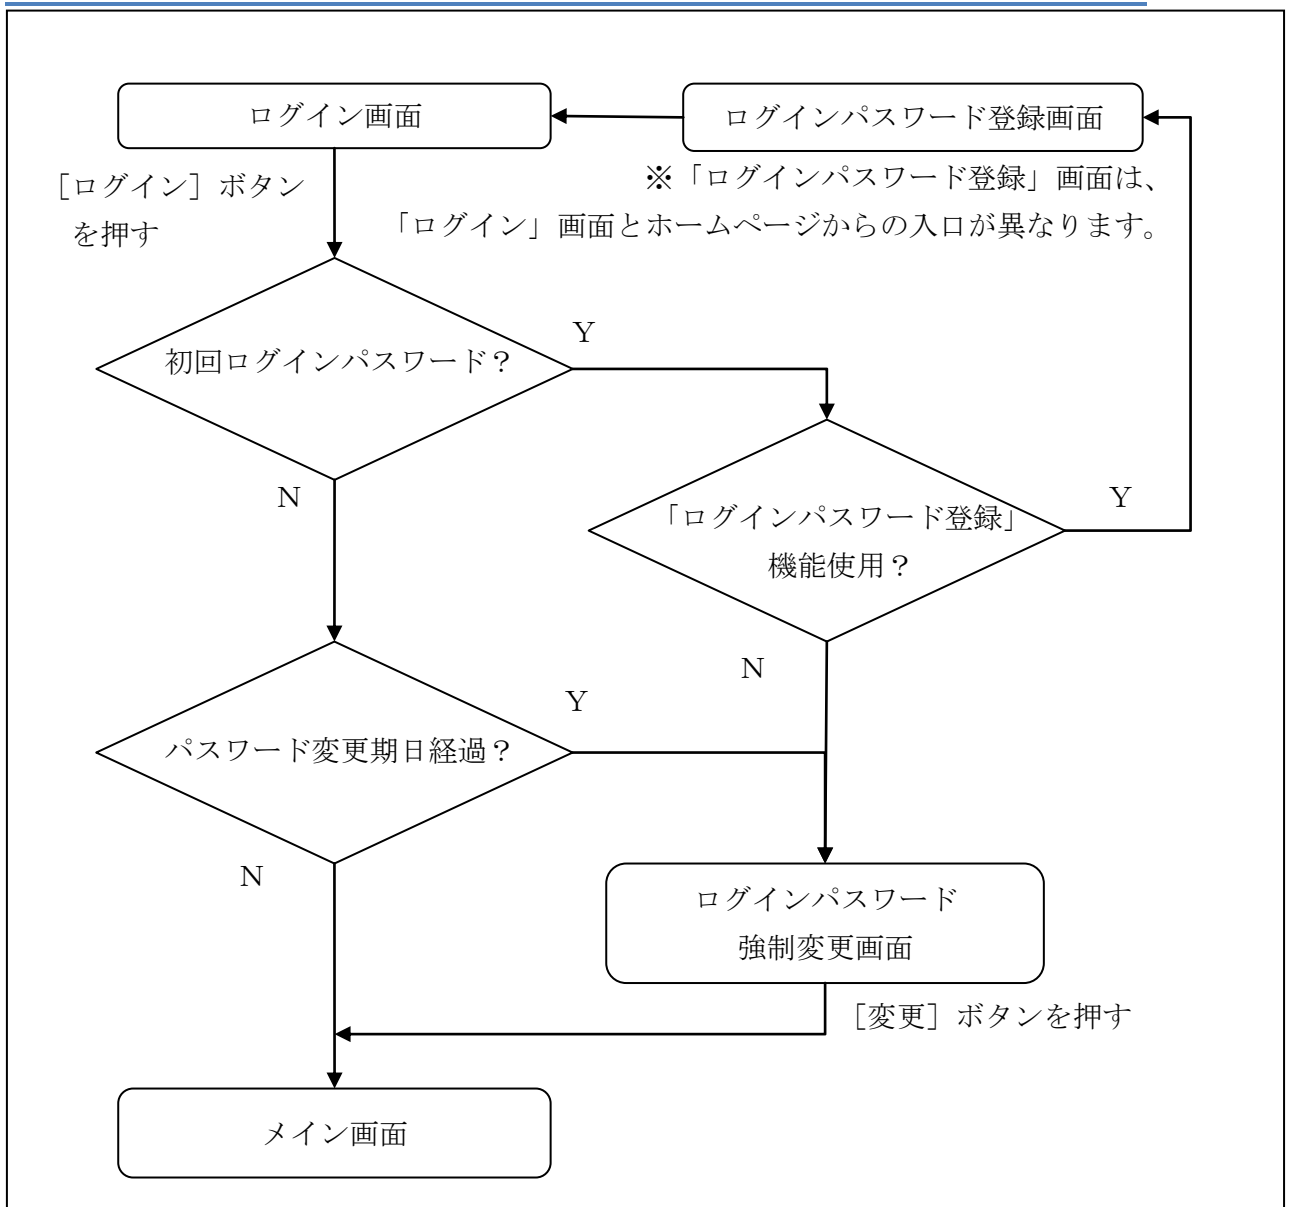 ログイン画面
ログインパスワード登録画面
［ログイン］ボタン
を押す
※「ログインパスワード登録」画面は、
「ログイン」画面とホームページからの入口が異なります。
初回ログインパスワード？
Ｙ
Ｎ
「ログインパスワード登録」
機能使用？
Ｙ
Ｎ
パスワード変更期日経過？
Ｙ
Ｎ
ログインパスワード
強制変更画面
［変更］ボタンを押す
メイン画面